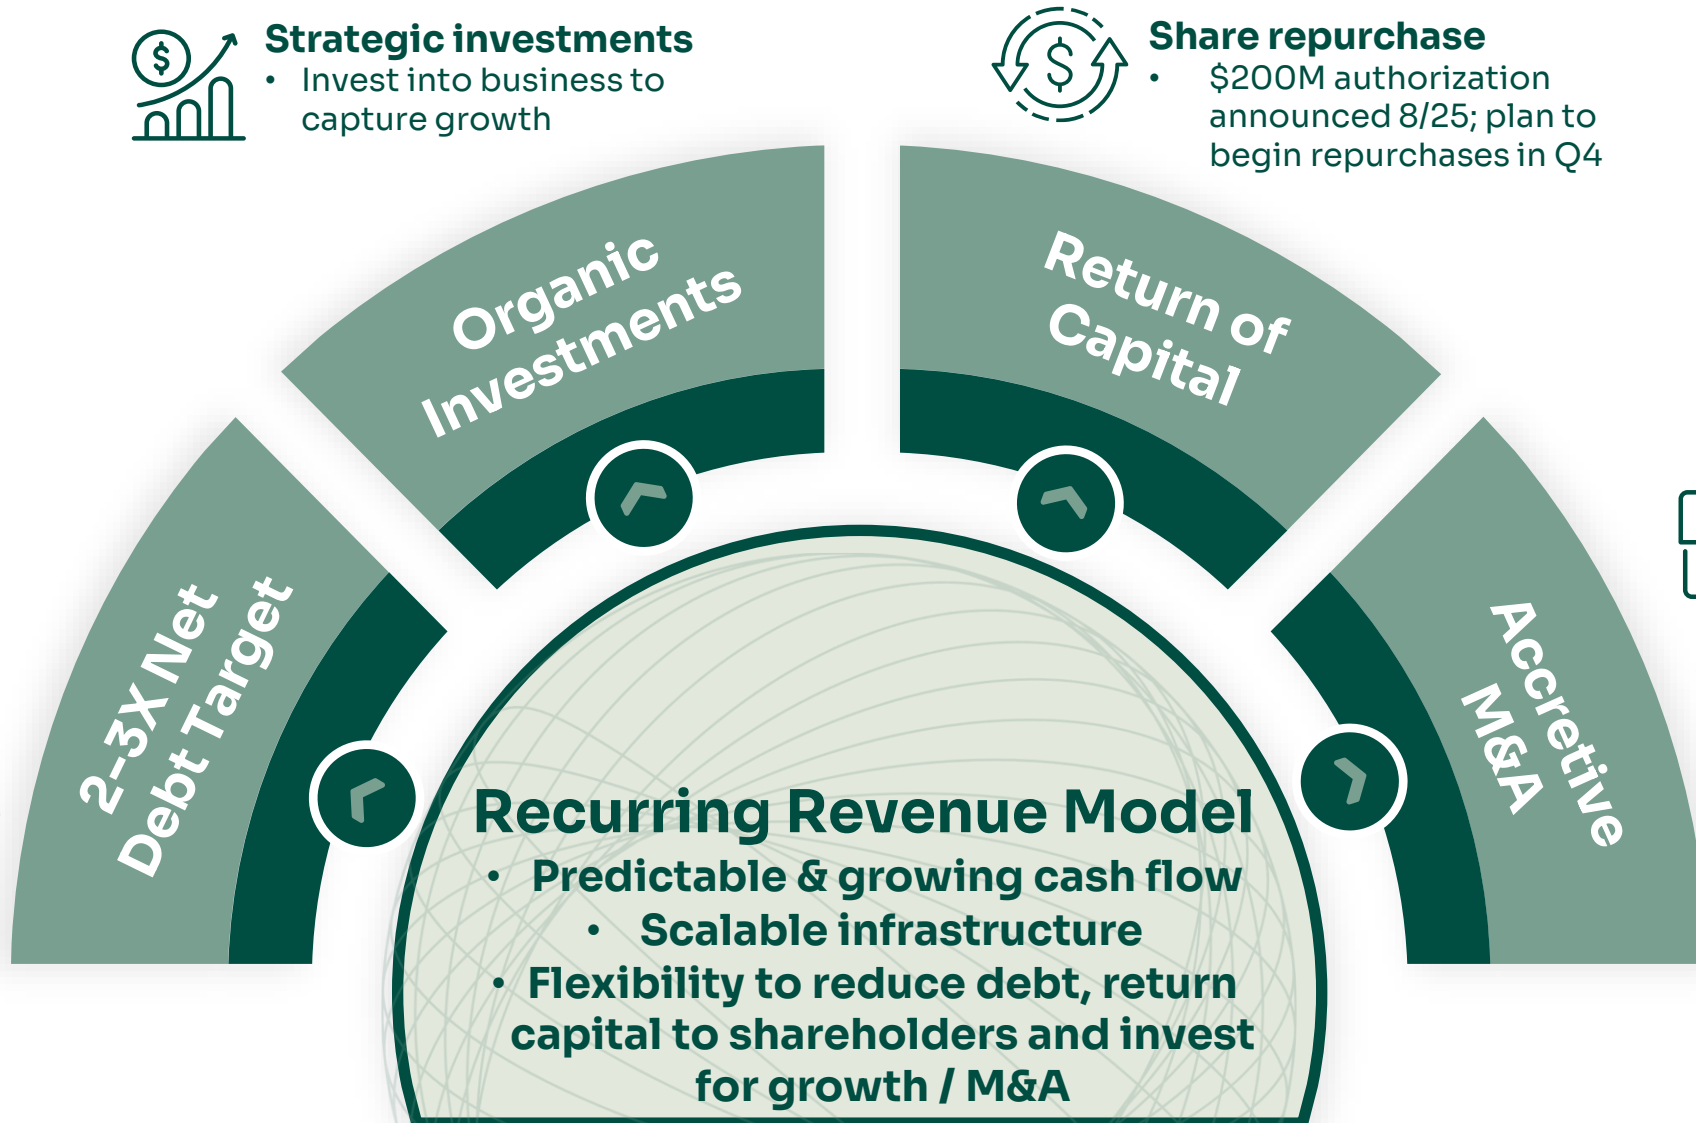 Strategic investments
• Invest into business to
capture growth
Share repurchase
• $200M authorization
announced 8/25; plan to
begin repurchases in Q4
2-3X Net
Debt Target
Organic
Investments
Return of
Capital
Accretive
M&A
Recurring Revenue Model
• Predictable & growing cash flow
• Scalable infrastructure
• Flexibility to reduce debt, return
capital to shareholders and invest
for growth / M&A